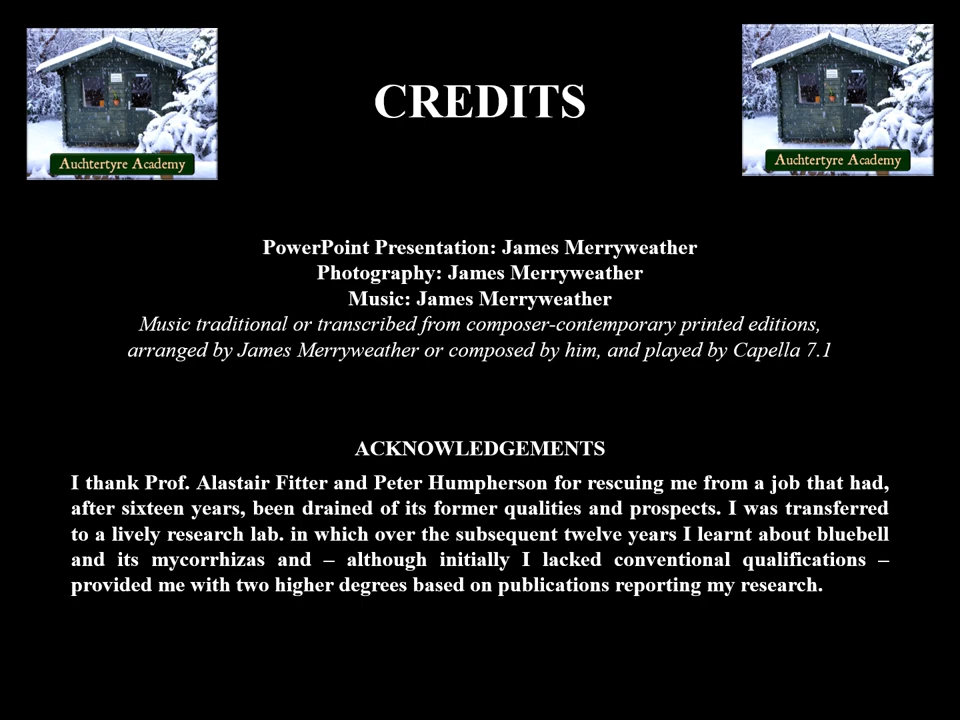 CREDITS
Auchtertyre Academy
Auchtertyre Academy
PowerPoint Presentation: James Merryweather
Photography: James Merryweather
Music: James Merryweather
Music traditional or transcribed from composer-contemporary printed editions,
arranged by James Merryweather or composed by him, and played by Capella 7.1
ACKNOWLEDGEMENTS
I thank Prof. Alastair Fitter and Peter Humpherson for rescuing me from a job that had,
after sixteen years, been drained of its former qualities and prospects. I was transferred
to a lively research lab. in which over the subsequent twelve years I learnt about bluebell
and its mycorrhizas and – although initially I lacked conventional qualifications –
provided me with two higher degrees based on publications reporting my research.